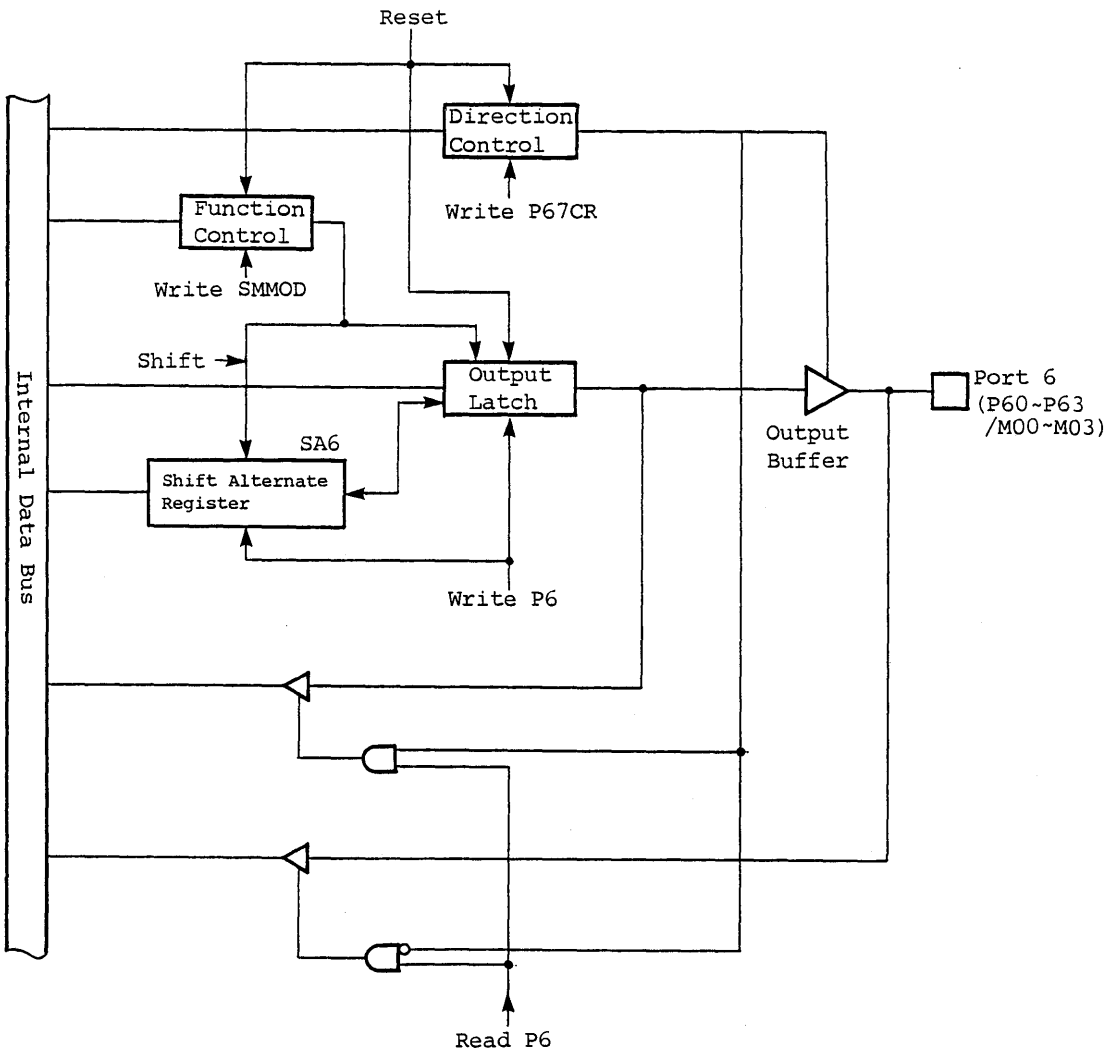 Reset
Direction
Control
Write P67CR
Function
Control
Write SMMOD
Shift
Output
Latch
SA6
Shift Alternate
Register
Write P6
Output
Buffer
Port 6
(P60~P63
/M00~M03)
Internal Data Bus
Read P6